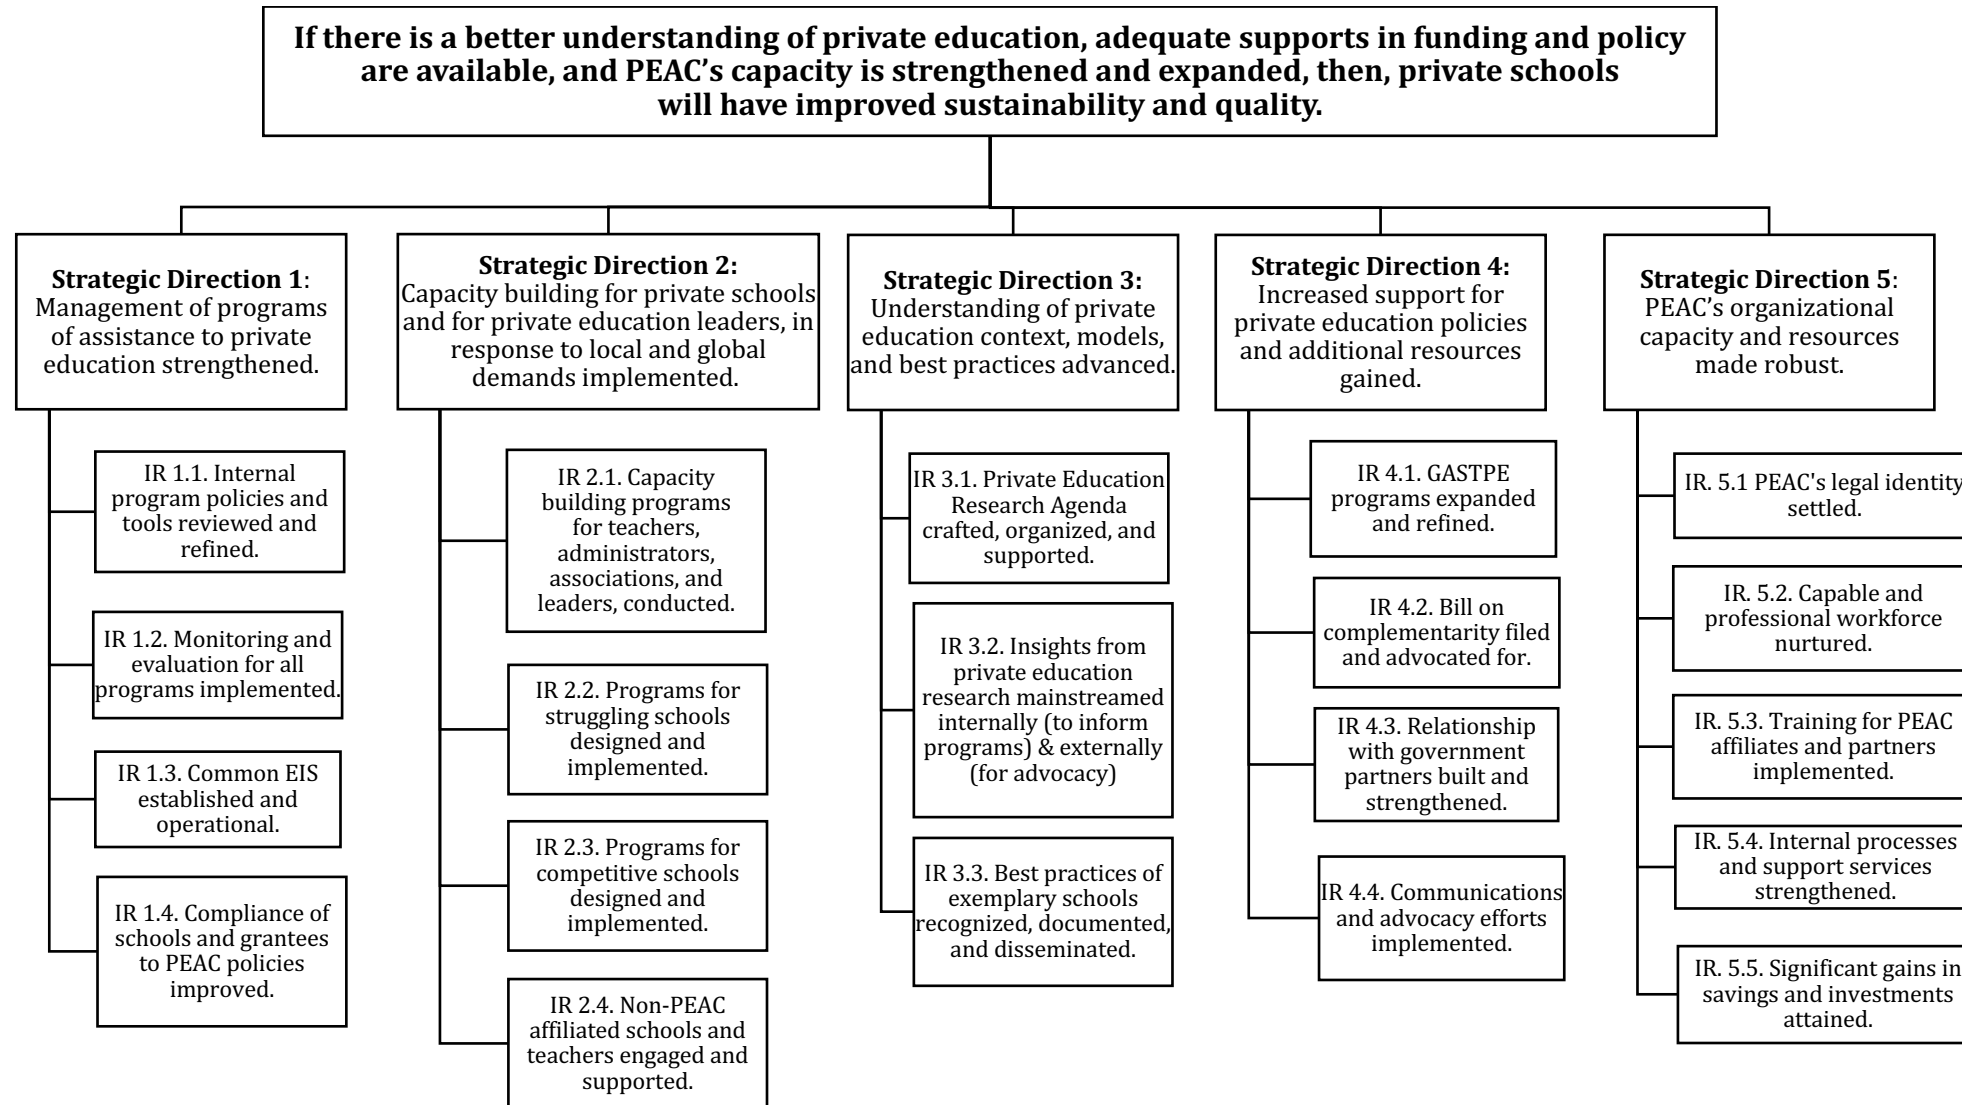 If there is a better understanding of private education, adequate supports in funding and policy
are available, and PEAC’s capacity is strengthened and expanded, then, private schools
will have improved sustainability and quality.
Strategic Direction 1:
Management of programs
of assistance to private
education strengthened.
IR 1.1. Internal
program policies and
tools reviewed and
refined.
IR 1.2. Monitoring and
evaluation for all
programs implemented.
IR 1.3. Common EIS
established and
operational.
IR 1.4. Compliance of
schools and grantees
to PEAC policies
improved.
Strategic Direction 2:
Capacity building for private schools
and for private education leaders, in
response to local and global
demands implemented.
IR 2.1. Capacity
building programs
for teachers,
administrators,
associations, and
leaders, conducted.
IR 2.2. Programs for
struggling schools
designed and
implemented.
IR 2.3. Programs for
competitive schools
designed and
implemented.
IR 2.4. Non-PEAC
affiliated schools and
teachers engaged and
supported.
Strategic Direction 3:
Understanding of private
education context, models,
and best practices advanced.
IR 3.1. Private Education
Research Agenda
crafted, organized, and
supported.
IR 3.2. Insights from
private education
research mainstreamed
internally (to inform
programs) & externally
(for advocacy)
IR 3.3. Best practices of
exemplary schools
recognized, documented,
and disseminated.
Strategic Direction 4:
Increased support for
private education policies
and additional resources
gained.
IR 4.1. GASTPE
programs expanded
and refined.
IR 4.2. Bill on
complementarity filed
and advocated for.
IR 4.3. Relationship
with government
partners built and
strengthened.
IR 4.4. Communications
and advocacy efforts
implemented.
Strategic Direction 5:
PEAC’s organizational
capacity and resources
made robust.
IR. 5.1 PEAC's legal identity
settled.
IR. 5.2. Capable and
professional workforce
nurtured.
IR. 5.3. Training for PEAC
affiliates and partners
implemented.
IR. 5.4. Internal processes
and support services
strengthened.
IR. 5.5. Significant gains in
savings and investments
attained.